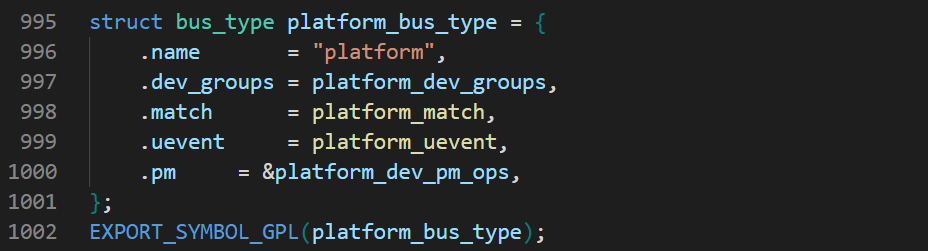 995 struct bus_type platform_bus_type = {
996     .name       = "platform",
997     .dev_groups = platform_dev_groups,
998     .match      = platform_match,
999     .uevent     = platform_uevent,
1000     .pm     = &platform_dev_pm_ops,
1001 };
1002 EXPORT_SYMBOL_GPL(platform_bus_type);